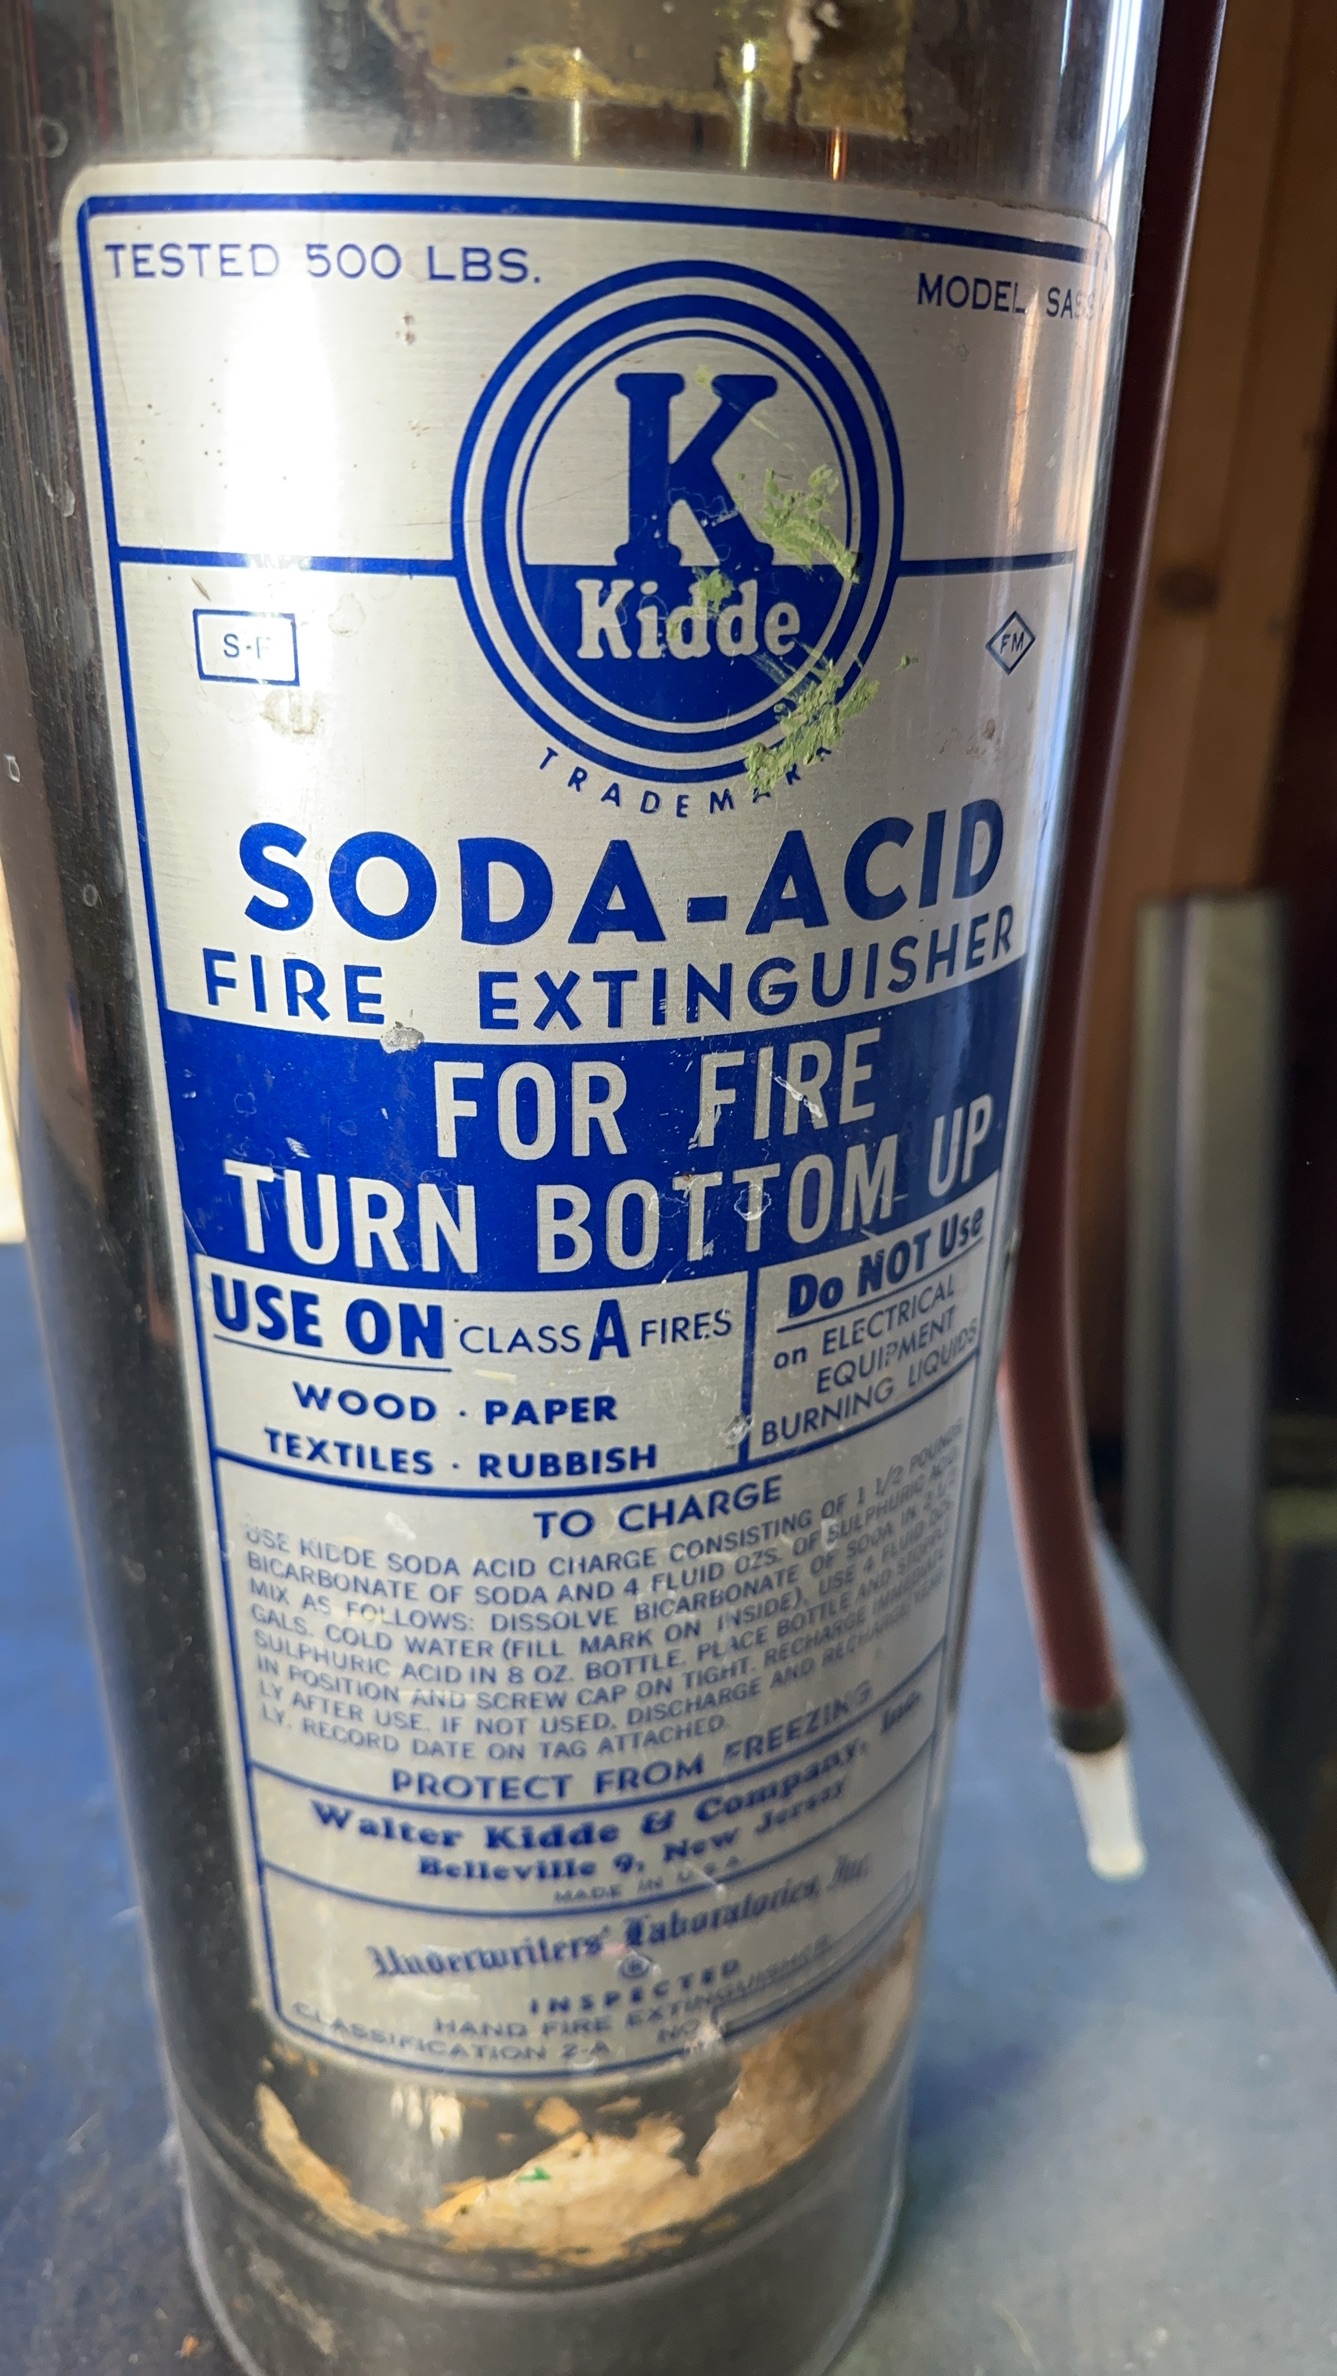 TESTED 500 LBS.
MODEL
K
Kidde
TRADEMARK
S-F
FM
SODA-ACID
FIRE EXTINGUISHER
FOR FIRE
TURN BOTTOM UP
USE ON CLASS A FIRES
WOOD · PAPER
TEXTILES · RUBBISH
Do NOT Use
on ELECTRICAL
EQUIPMENT
BURNING LIQUIDS
TO CHARGE
USE KIDDE SODA ACID CHARGE CONSISTING OF 1 1/2 POUNDS
BICARBONATE OF SODA AND 4 FLUID OZS. OF SULPHURIC ACID.
MIX AS FOLLOWS: DISSOLVE BICARBONATE OF SODA IN 2 1/2
GALS. COLD WATER (FILL MARK ON INSIDE). USE 4 FLUID OZS.
SULPHURIC ACID IN 8 OZ. BOTTLE. PLACE BOTTLE AND STOPPLE
IN POSITION AND SCREW CAP ON TIGHT. RECHARGE IMMEDIATE-
LY AFTER USE. IF NOT USED, DISCHARGE AND RECHARGE YEAR-
LY. RECORD DATE ON TAG ATTACHED.
PROTECT FROM FREEZING
Walter Kidde & Company, Inc.
Belleville 9, New Jersey
MADE IN U.S.A.
Underwriters' Laboratories, Inc.
®
INSPECTED
HAND FIRE EXTINGUISHER
CLASSIFICATION 2-A NO.